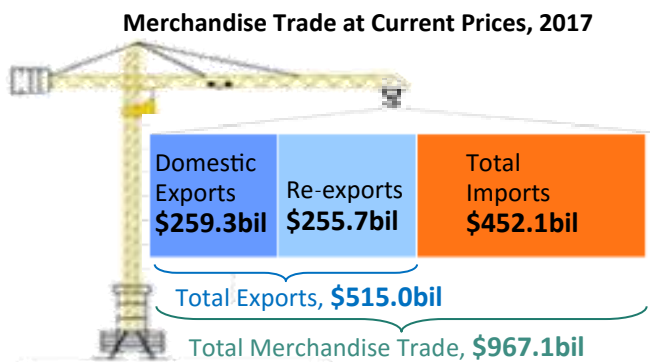 Merchandise Trade at Current Prices, 2017
Domestic
Exports
$259.3bil
Re-exports
$255.7bil
Total
Imports
$452.1bil
Total Exports, $515.0bil
Total Merchandise Trade, $967.1bil